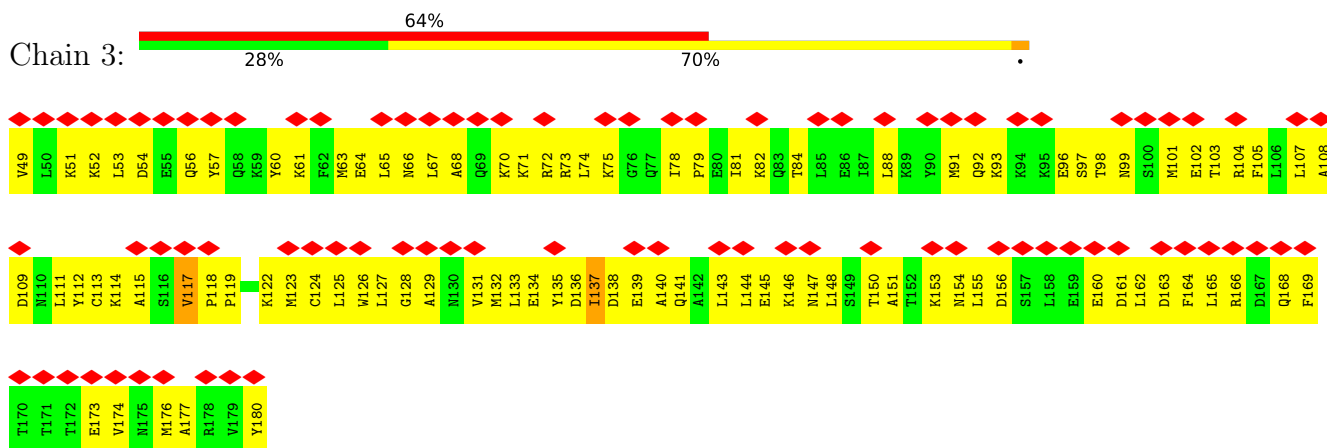 64%
Chain 3:
28% 70% •
V49 L50 K51 K52 L53 D54 E55 Q56 Y57 Q58 K59 Y60 K61 F62 M63 E64 L65 N66 L67 A68 Q69 K70 K71 R72 R73 L74 K75 G76 Q77 I78 P79 E80 I81 K82 Q83 T84 L85 E86 I87 L88 K89 Y90 M91 Q92 K93 K94 K95 E96 S97 T98 N99 S100 M101 E102 T103 R104 F105 L106 L107 A108
D109 N110 L111 Y112 C113 K114 A115 S116 V117 P118 P119 K122 M123 C124 L125 W126 L127 G128 A129 N130 V131 M132 L133 E134 Y135 D136 I137 D138 E139 A140 Q141 A142 L143 L144 E145 K146 N147 L148 S149 T150 A151 T152 K153 N154 L155 D156 S157 L158 E159 E160 D161 L162 D163 F164 L165 R166 D167 Q168 F169
T170 T171 T172 E173 V174 N175 M176 A177 R178 V179 Y180